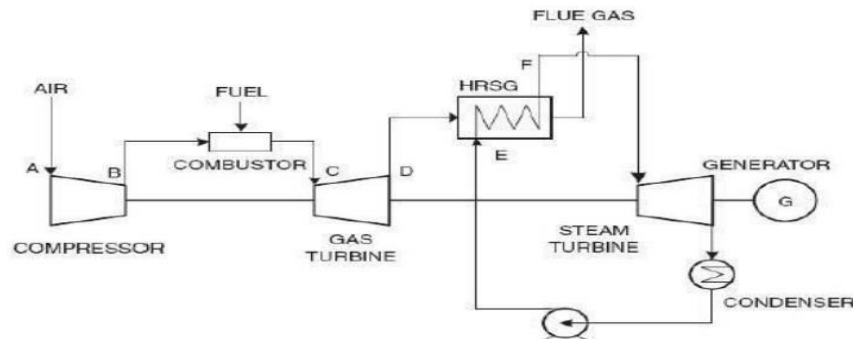 FLUE GAS
F
HRSG
AIR
FUEL
E
A
B
COMBUSTOR
C
D
GENERATOR
G
COMPRESSOR
GAS
TURBINE
STEAM
TURBINE
CONDENSER